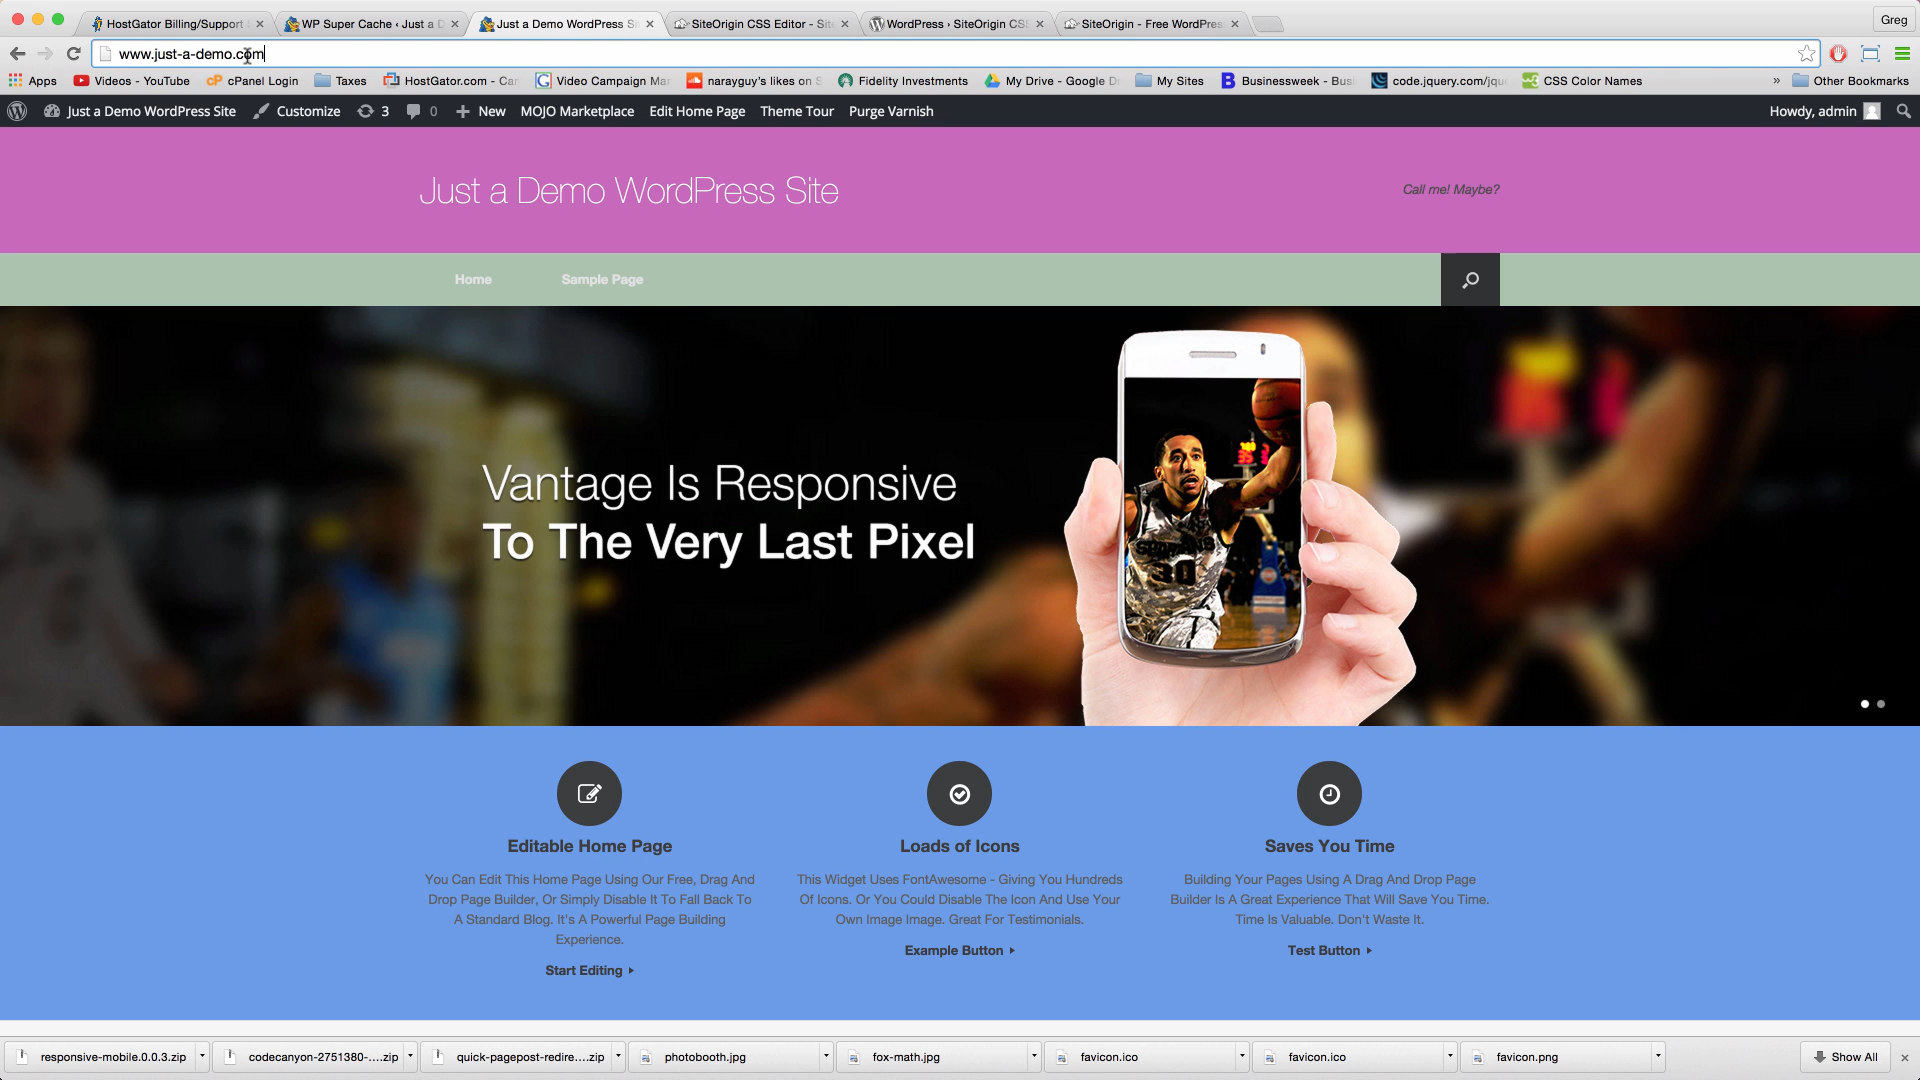 HostGator Billing/Support
WP Super Cache ‹ Just a D
Just a Demo WordPress Si
SiteOrigin CSS Editor - Site
WordPress › SiteOrigin CSS
SiteOrigin - Free WordPres
Greg
www.just-a-demo.com
Apps
Videos - YouTube
cPanel Login
Taxes
HostGator.com - Car
Video Campaign Mar
narayguy's likes on S
Fidelity Investments
My Drive - Google D
My Sites
Businessweek - Bus
code.jquery.com/jqu
CSS Color Names
»
Other Bookmarks
Just a Demo WordPress Site
Customize
3
0
New
MOJO Marketplace
Edit Home Page
Theme Tour
Purge Varnish
Howdy, admin
Just a Demo WordPress Site
Call me! Maybe?
Home
Sample Page
Vantage Is Responsive
To The Very Last Pixel
Editable Home Page
You Can Edit This Home Page Using Our Free, Drag And
Drop Page Builder, Or Simply Disable It To Fall Back To
A Standard Blog. It's A Powerful Page Building
Experience.
Start Editing
Loads of Icons
This Widget Uses FontAwesome - Giving You Hundreds
Of Icons. Or You Could Disable The Icon And Use Your
Own Image Image. Great For Testimonials.
Example Button
Saves You Time
Building Your Pages Using A Drag And Drop Page
Builder Is A Great Experience That Will Save You Time.
Time Is Valuable. Don't Waste It.
Test Button
responsive-mobile.0.0.3.zip
codecanyon-2751380-....zip
quick-pagepost-redire....zip
photobooth.jpg
fox-math.jpg
favicon.ico
favicon.ico
favicon.png
Show All